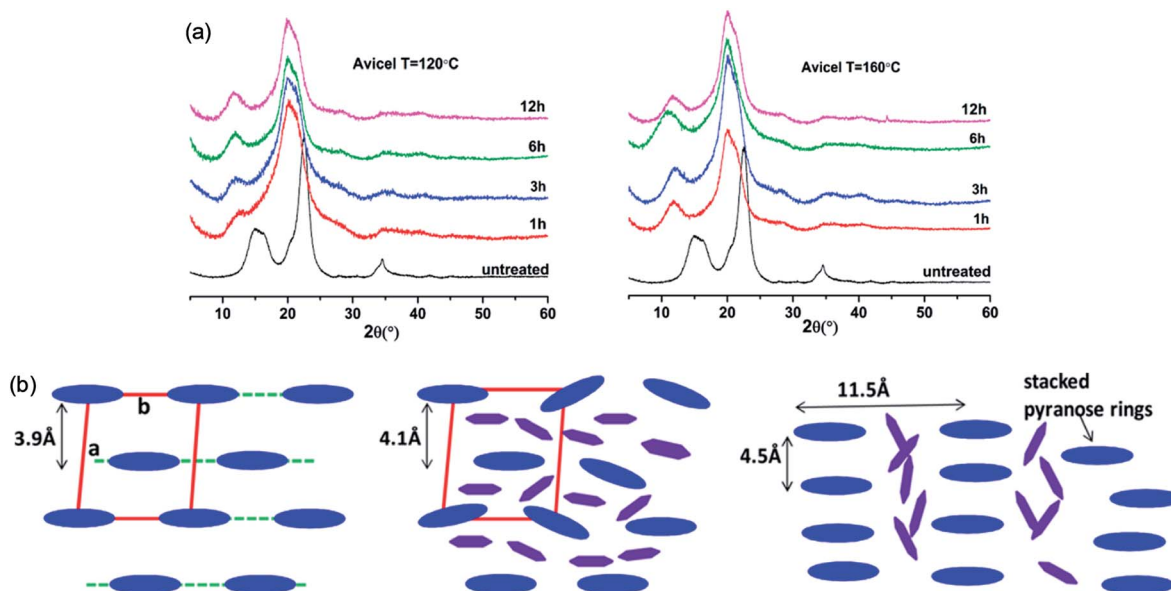 (a)
Avicel T=120°C
12h
6h
3h
1h
untreated
10 20 30 40 50 60
2θ(°)
Avicel T=160°C
12h
6h
3h
1h
untreated
10 20 30 40 50 60
2θ(°)
(b)
b
3.9Å
a
4.1Å
11.5Å
4.5Å
stacked
pyranose rings